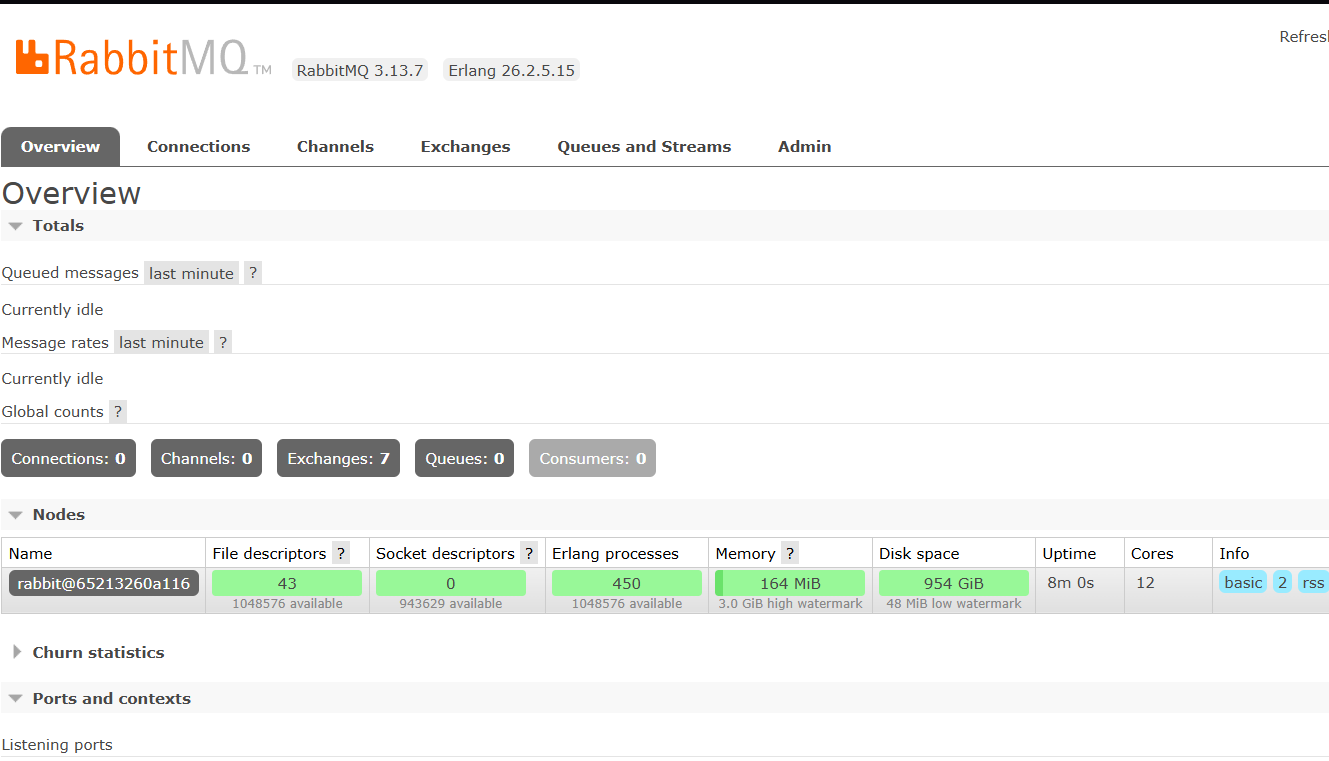 Refres
RabbitMQ TM RabbitMQ 3.13.7 Erlang 26.2.5.15
Overview Connections Channels Exchanges Queues and Streams Admin
Overview
Totals
Queued messages last minute ?
Currently idle
Message rates last minute ?
Currently idle
Global counts ?
Connections: 0 Channels: 0 Exchanges: 7 Queues: 0 Consumers: 0
Nodes
Name File descriptors ? Socket descriptors ? Erlang processes Memory ? Disk space Uptime Cores Info
rabbit@65213260a116 43 0 450 164 MiB 954 GiB 8m 0s 12 basic 2 rss
1048576 available 943629 available 1048576 available 3.0 GiB high watermark 48 MiB low watermark
Churn statistics
Ports and contexts
Listening ports